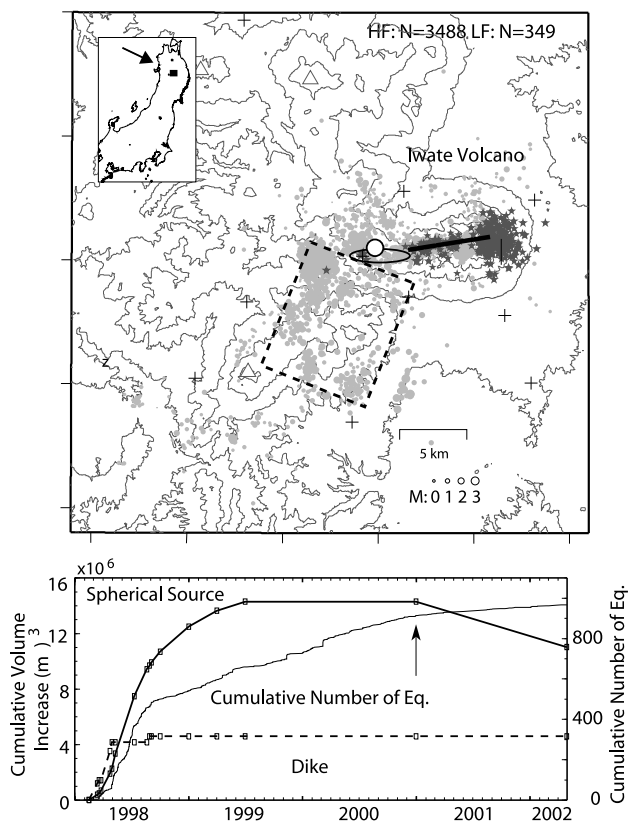 HF: N=3488 LF: N=349
Iwate Volcano
z
5 km
M: 0 1 2 3
x10 6
16
12
8
4
0
Cumulative Volume
Increase (m 3 )
Spherical Source
Cumulative Number of Eq.
Dike
800
400
0
Cumulative Number of Eq.
1998 1999 2000 2001 2002